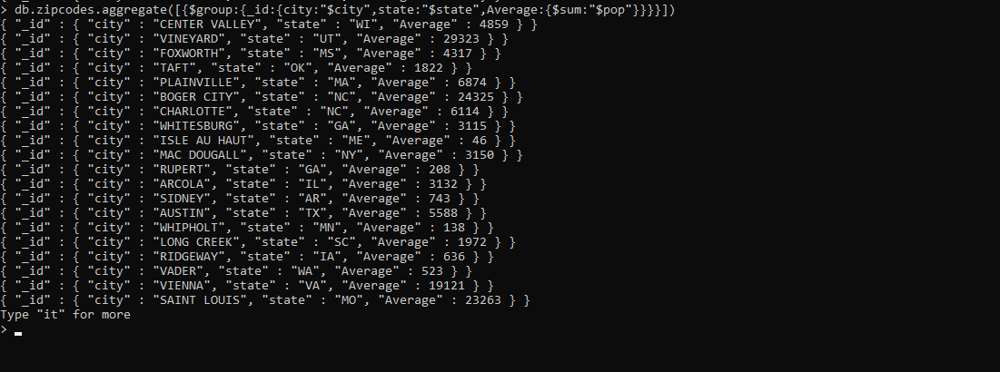 > db.zipcodes.aggregate([{$group:{_id:{city:"$city",state:"$state",Average:{$sum:"$pop"}}}}])
{ "_id" : { "city" : "CENTER VALLEY", "state" : "WI", "Average" : 4859 } }
{ "_id" : { "city" : "VINEYARD", "state" : "UT", "Average" : 29323 } }
{ "_id" : { "city" : "FOXWORTH", "state" : "MS", "Average" : 4317 } }
{ "_id" : { "city" : "TAFT", "state" : "OK", "Average" : 1822 } }
{ "_id" : { "city" : "PLAINVILLE", "state" : "MA", "Average" : 6874 } }
{ "_id" : { "city" : "BOGER CITY", "state" : "NC", "Average" : 24325 } }
{ "_id" : { "city" : "CHARLOTTE", "state" : "NC", "Average" : 6114 } }
{ "_id" : { "city" : "WHITESBURG", "state" : "GA", "Average" : 3115 } }
{ "_id" : { "city" : "ISLE AU HAUT", "state" : "ME", "Average" : 46 } }
{ "_id" : { "city" : "MAC DOUGALL", "state" : "NY", "Average" : 3150 } }
{ "_id" : { "city" : "RUPERT", "state" : "GA", "Average" : 208 } }
{ "_id" : { "city" : "ARCOLA", "state" : "IL", "Average" : 3132 } }
{ "_id" : { "city" : "SIDNEY", "state" : "AR", "Average" : 743 } }
{ "_id" : { "city" : "AUSTIN", "state" : "TX", "Average" : 5588 } }
{ "_id" : { "city" : "WHIPHOLT", "state" : "MN", "Average" : 138 } }
{ "_id" : { "city" : "LONG CREEK", "state" : "SC", "Average" : 1972 } }
{ "_id" : { "city" : "RIDGEWAY", "state" : "IA", "Average" : 636 } }
{ "_id" : { "city" : "VADER", "state" : "WA", "Average" : 523 } }
{ "_id" : { "city" : "VIENNA", "state" : "VA", "Average" : 19121 } }
{ "_id" : { "city" : "SAINT LOUIS", "state" : "MO", "Average" : 23263 } }
Type "it" for more
>